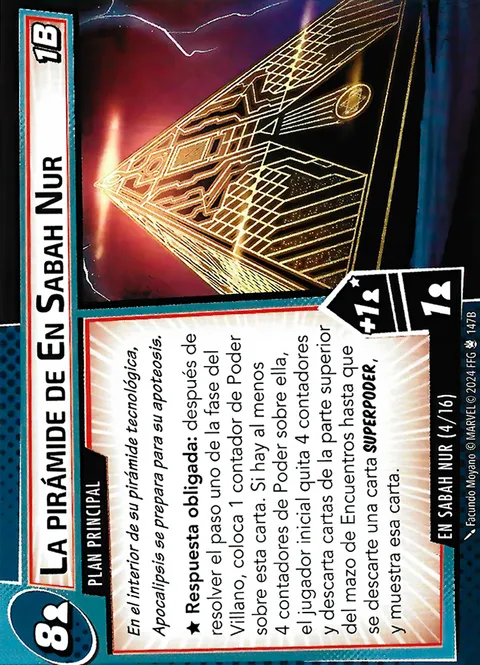 LA PIRÁMIDE DE EN SABAH NUR
1B
8
PLAN PRINCIPAL
En el interior de su pirámide tecnológica,
Apocalipsis se prepara para su apoteosis.
★ Respuesta obligada: después de
resolver el paso uno de la fase del
Villano, coloca 1 contador de Poder
sobre esta carta. Si hay al menos
4 contadores de Poder sobre ella,
el jugador inicial quita 4 contadores
y descarta cartas de la parte superior
del mazo de Encuentros hasta que
se descarte una carta SUPERPODER,
y muestra esa carta.
+1★
1
EN SABAH NUR (4/16)
Facundo Moyano © MARVEL © 2024 FFG 147B